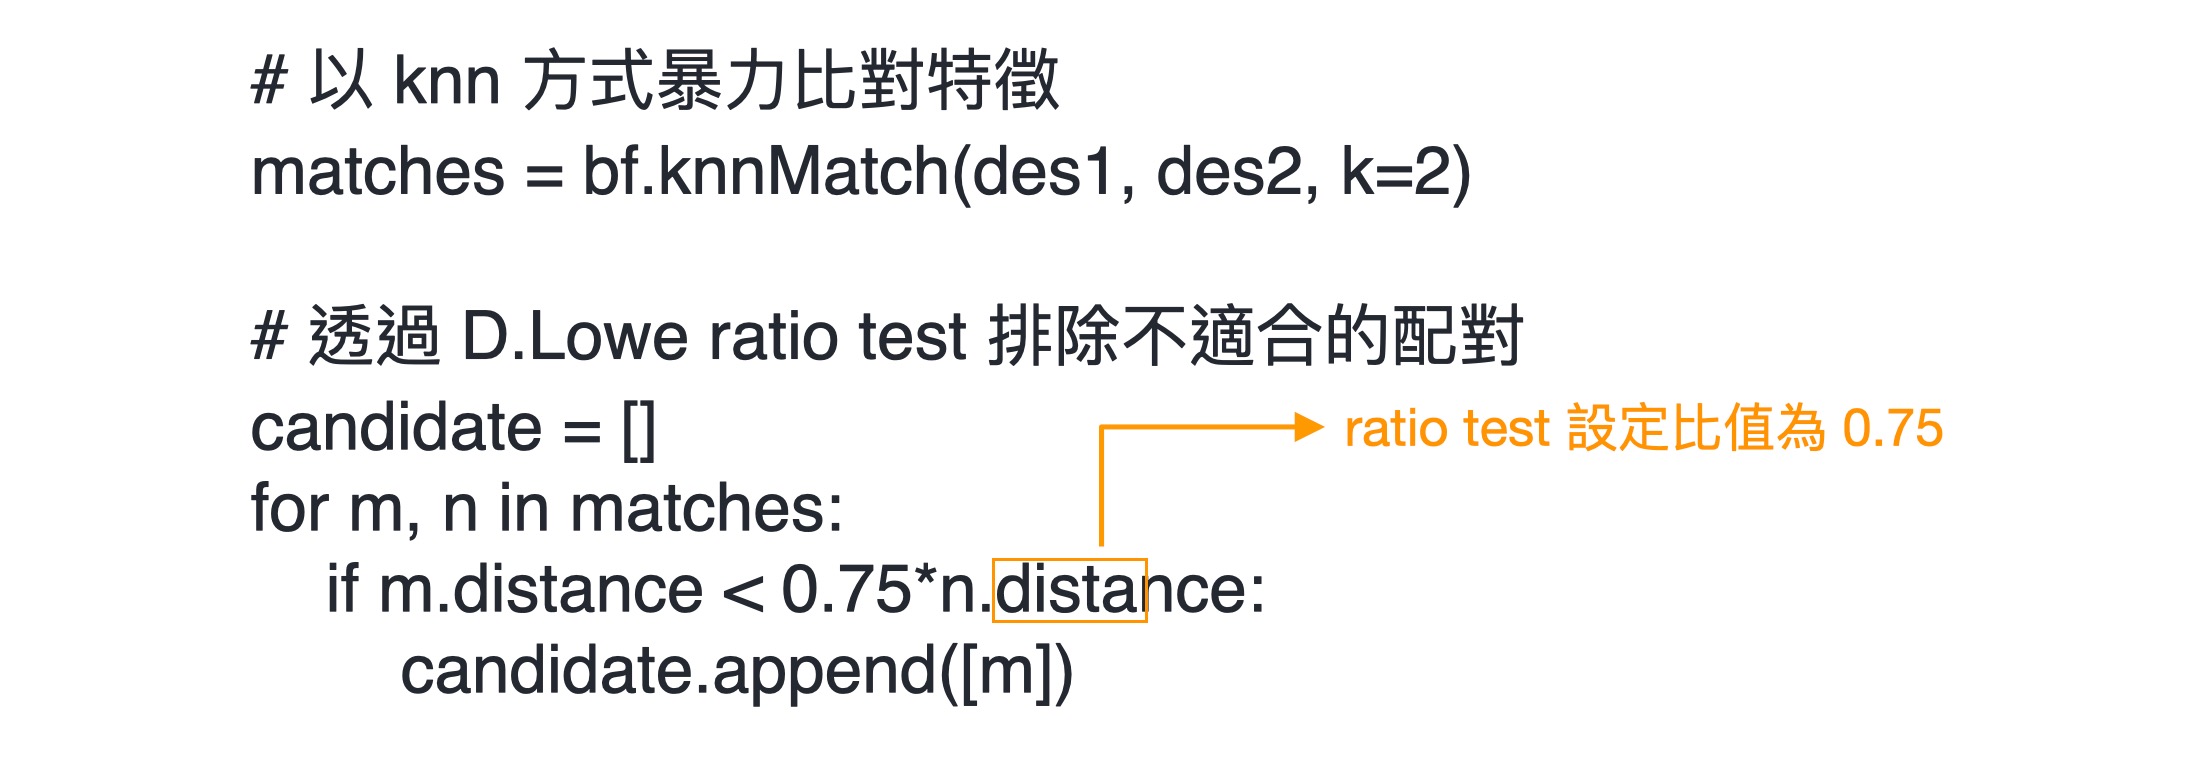 # 以 knn 方式暴力比對特徵
matches = bf.knnMatch(des1, des2, k=2)
# 透過 D.Lowe ratio test 排除不適合的配對
candidate = []
ratio test 設定比值為 0.75
for m, n in matches:
if m.distance < 0.75*n.distance:
candidate.append([m])